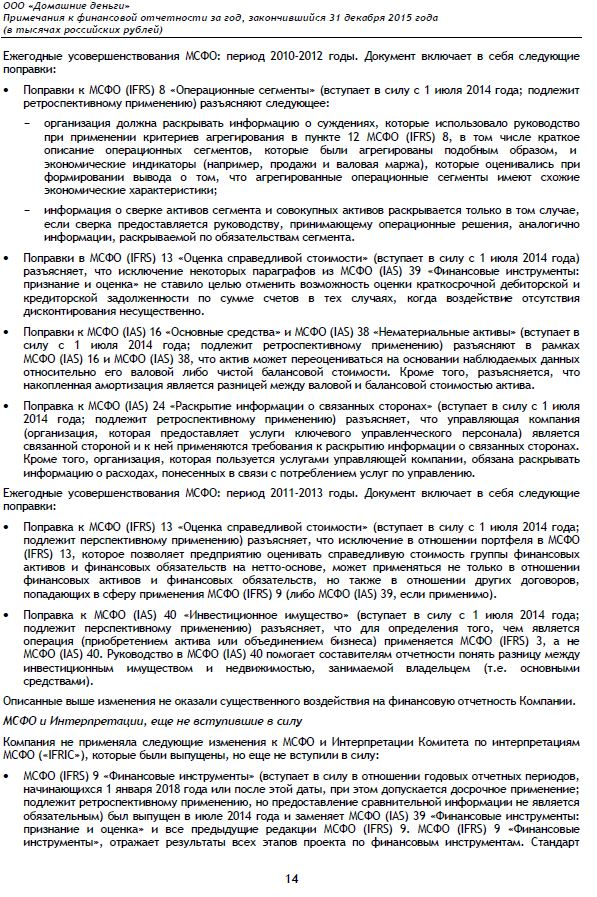 ООО «Домашние деньги»
Примечания к финансовой отчетности за год, закончившийся 31 декабря 2015 года
(в тысячах российских рублей)
Ежегодные усовершенствования МСФО: период 2010-2012 годы. Документ включает в себя следующие
поправки:
• Поправки к МСФО (IFRS) 8 «Операционные сегменты» (вступает в силу с 1 июля 2014 года; подлежит
ретроспективному применению) разъясняют следующее:
– организация должна раскрывать информацию о суждениях, которые использовало руководство
при применении критериев агрегирования в пункте 12 МСФО (IFRS) 8, в том числе краткое
описание операционных сегментов, которые были агрегированы подобным образом, и
экономические индикаторы (например, продажи и валовая маржа), которые оценивались при
формировании вывода о том, что агрегированные операционные сегменты имеют схожие
экономические характеристики;
– информация о сверке активов сегмента и совокупных активов раскрывается только в том случае,
если сверка предоставляется руководству, принимающему операционные решения, аналогично
информации, раскрываемой по обязательствам сегмента.
• Поправки в МСФО (IFRS) 13 «Оценка справедливой стоимости» (вступает в силу с 1 июля 2014 года)
разъясняет, что исключение некоторых параграфов из МСФО (IAS) 39 «Финансовые инструменты:
признание и оценка» не ставило целью отменить возможность оценки краткосрочной дебиторской и
кредиторской задолженности по сумме счетов в тех случаях, когда воздействие отсутствия
дисконтирования несущественно.
• Поправки к МСФО (IAS) 16 «Основные средства» и МСФО (IAS) 38 «Нематериальные активы» (вступает в
силу с 1 июля 2014 года; подлежит ретроспективному применению) разъясняют в рамках
МСФО (IAS) 16 и МСФО (IAS) 38, что актив может переоцениваться на основании наблюдаемых данных
относительно его валовой либо чистой балансовой стоимости. Кроме того, разъясняется, что
накопленная амортизация является разницей между валовой и балансовой стоимостью актива.
• Поправка к МСФО (IAS) 24 «Раскрытие информации о связанных сторонах» (вступает в силу с 1 июля
2014 года; подлежит ретроспективному применению) разъясняет, что управляющая компания
(организация, которая предоставляет услуги ключевого управленческого персонала) является
связанной стороной и к ней применяются требования к раскрытию информации о связанных сторонах.
Кроме того, организация, которая пользуется услугами управляющей компании, обязана раскрывать
информацию о расходах, понесенных в связи с потреблением услуг по управлению.
Ежегодные усовершенствования МСФО: период 2011-2013 годы. Документ включает в себя следующие
поправки:
• Поправка к МСФО (IFRS) 13 «Оценка справедливой стоимости» (вступает в силу с 1 июля 2014 года;
подлежит перспективному применению) разъясняет, что исключение в отношении портфеля в МСФО
(IFRS) 13, которое позволяет предприятию оценивать справедливую стоимость группы финансовых
активов и финансовых обязательств на нетто-основе, может применяться не только в отношении
финансовых активов и финансовых обязательств, но также в отношении других договоров,
попадающих в сферу применения МСФО (IFRS) 9 (либо МСФО (IAS) 39, если применимо).
• Поправка к МСФО (IAS) 40 «Инвестиционное имущество» (вступает в силу с 1 июля 2014 года;
подлежит перспективному применению) разъясняет, что для определения того, чем является
операция (приобретением актива или объединением бизнеса) применяется МСФО (IFRS) 3, а не
МСФО (IAS) 40. Руководство в МСФО (IAS) 40 помогает составителям отчетности понять разницу между
инвестиционным имуществом и недвижимостью, занимаемой владельцем (т.е. основными
средствами).
Описанные выше изменения не оказали существенного воздействия на финансовую отчетность Компании.
МСФО и Интерпретации, еще не вступившие в силу
Компания не применяла следующие изменения к МСФО и Интерпретации Комитета по интерпретациям
МСФО («IFRIC»), которые были выпущены, но еще не вступили в силу:
• МСФО (IFRS) 9 «Финансовые инструменты» (вступает в силу в отношении годовых отчетных периодов,
начинающихся 1 января 2018 года или после этой даты, при этом допускается досрочное применение;
подлежит ретроспективному применению, но предоставление сравнительной информации не является
обязательным) был выпущен в июле 2014 года и заменяет МСФО (IAS) 39 «Финансовые инструменты:
признание и оценка» и все предыдущие редакции МСФО (IFRS) 9. МСФО (IFRS) 9 «Финансовые
инструменты», отражает результаты всех этапов проекта по финансовым инструментам. Стандарт
14